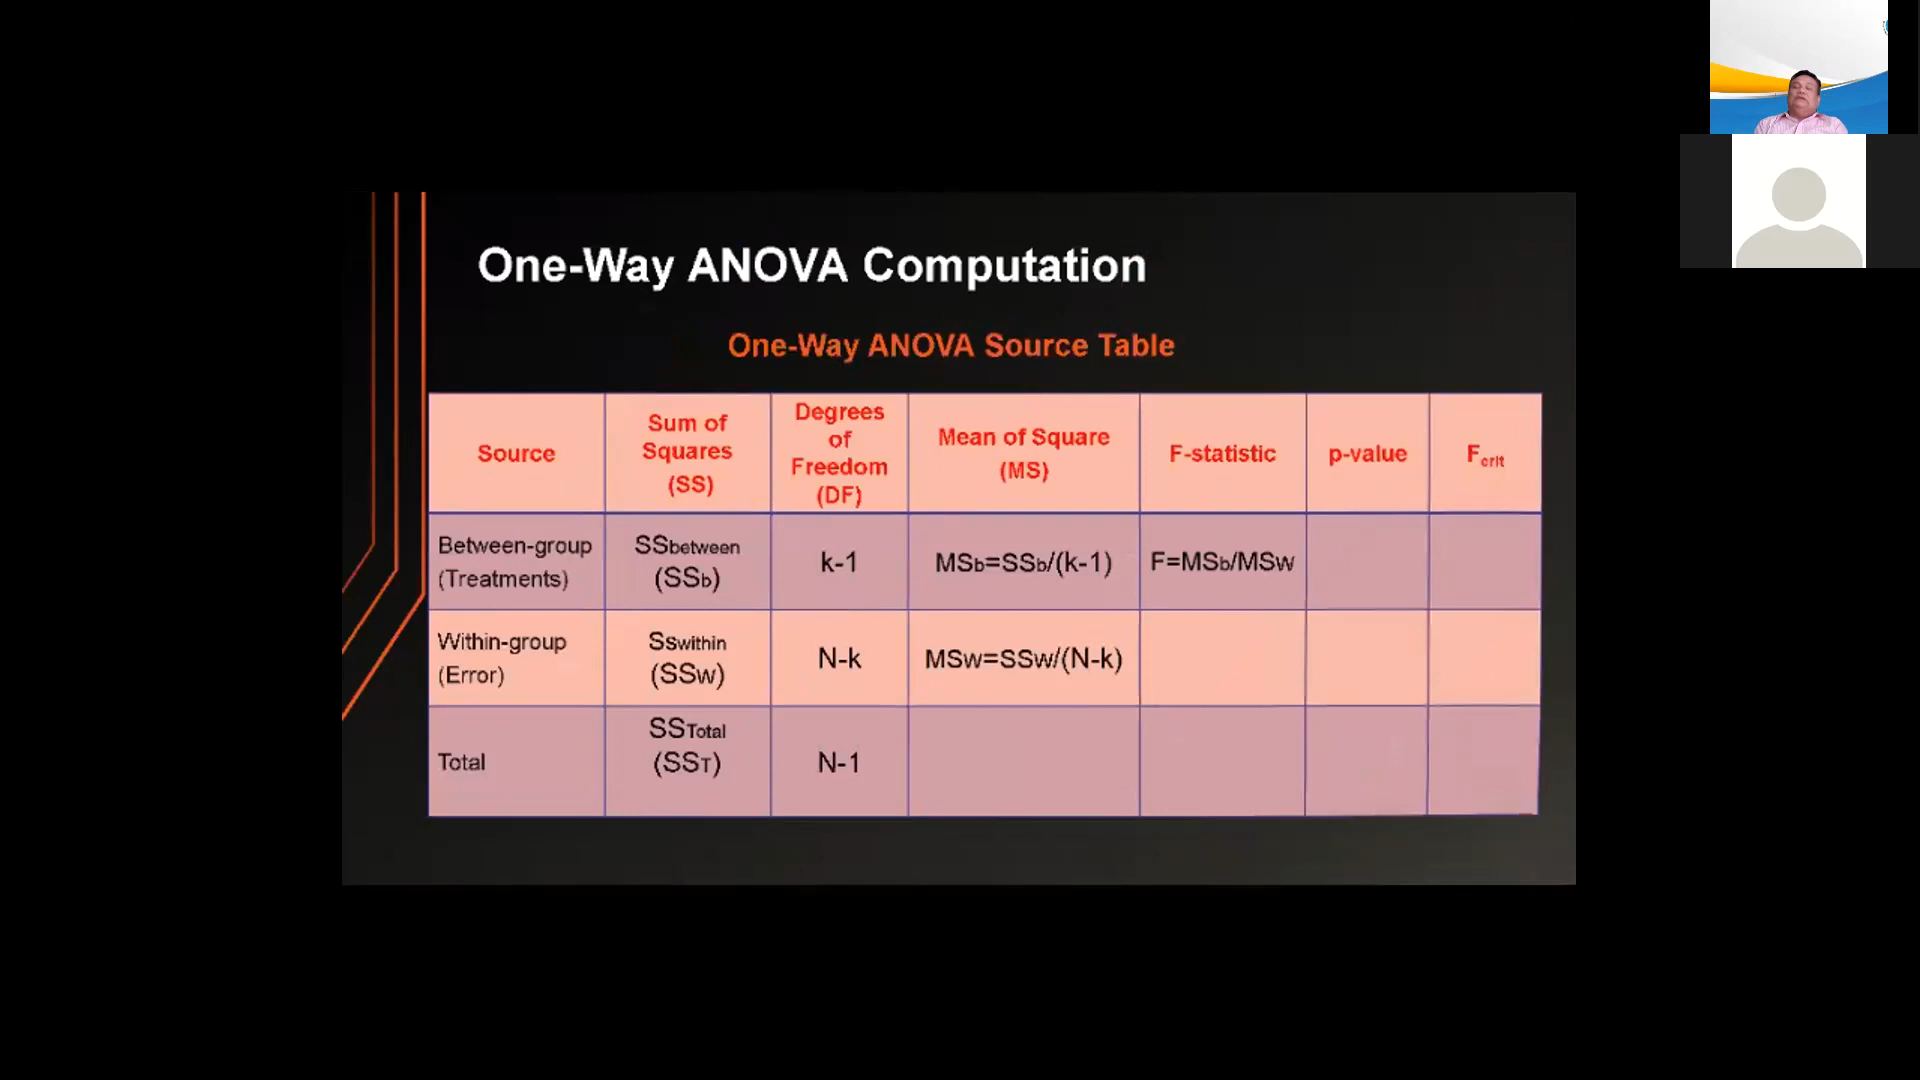 One-Way ANOVA Computation
One-Way ANOVA Source Table
Source
Sum of
Squares
(SS)
Degrees
of
Freedom
(DF)
Mean of Square
(MS)
F-statistic
p-value
Fcrit
Between-group
(Treatments)
SSbetween
(SSb)
k-1
MSb=SSb/(k-1)
F=MSb/MSw
Within-group
(Error)
Sswithin
(SSw)
N-k
MSw=SSw/(N-k)
Total
SSTotal
(SST)
N-1